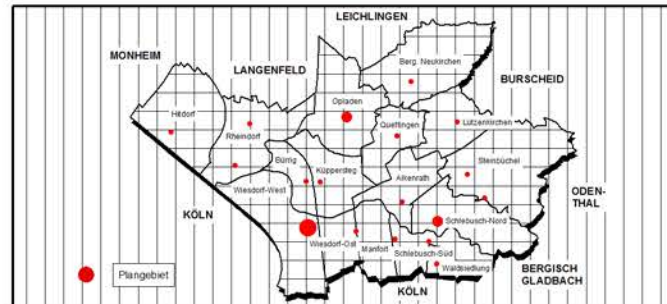 LEICHLINGEN
MONHEIM
LANGENFELD
Berg. Neukirchen
BURSCHEID
Opladen
Hitdorf
Rheindorf
Quettingen
Lützenkirchen
Bürrig
Küppersteg
Steinbüchel
Wiesdorf-West
Alkenrath
ODEN-
THAL
KÖLN
Schlebusch-Nord
Wiesdorf-Ost
Manfort
Schlebusch-Süd
Waldsiedlung
BERGISCH
GLADBACH
Plangebiet
KÖLN